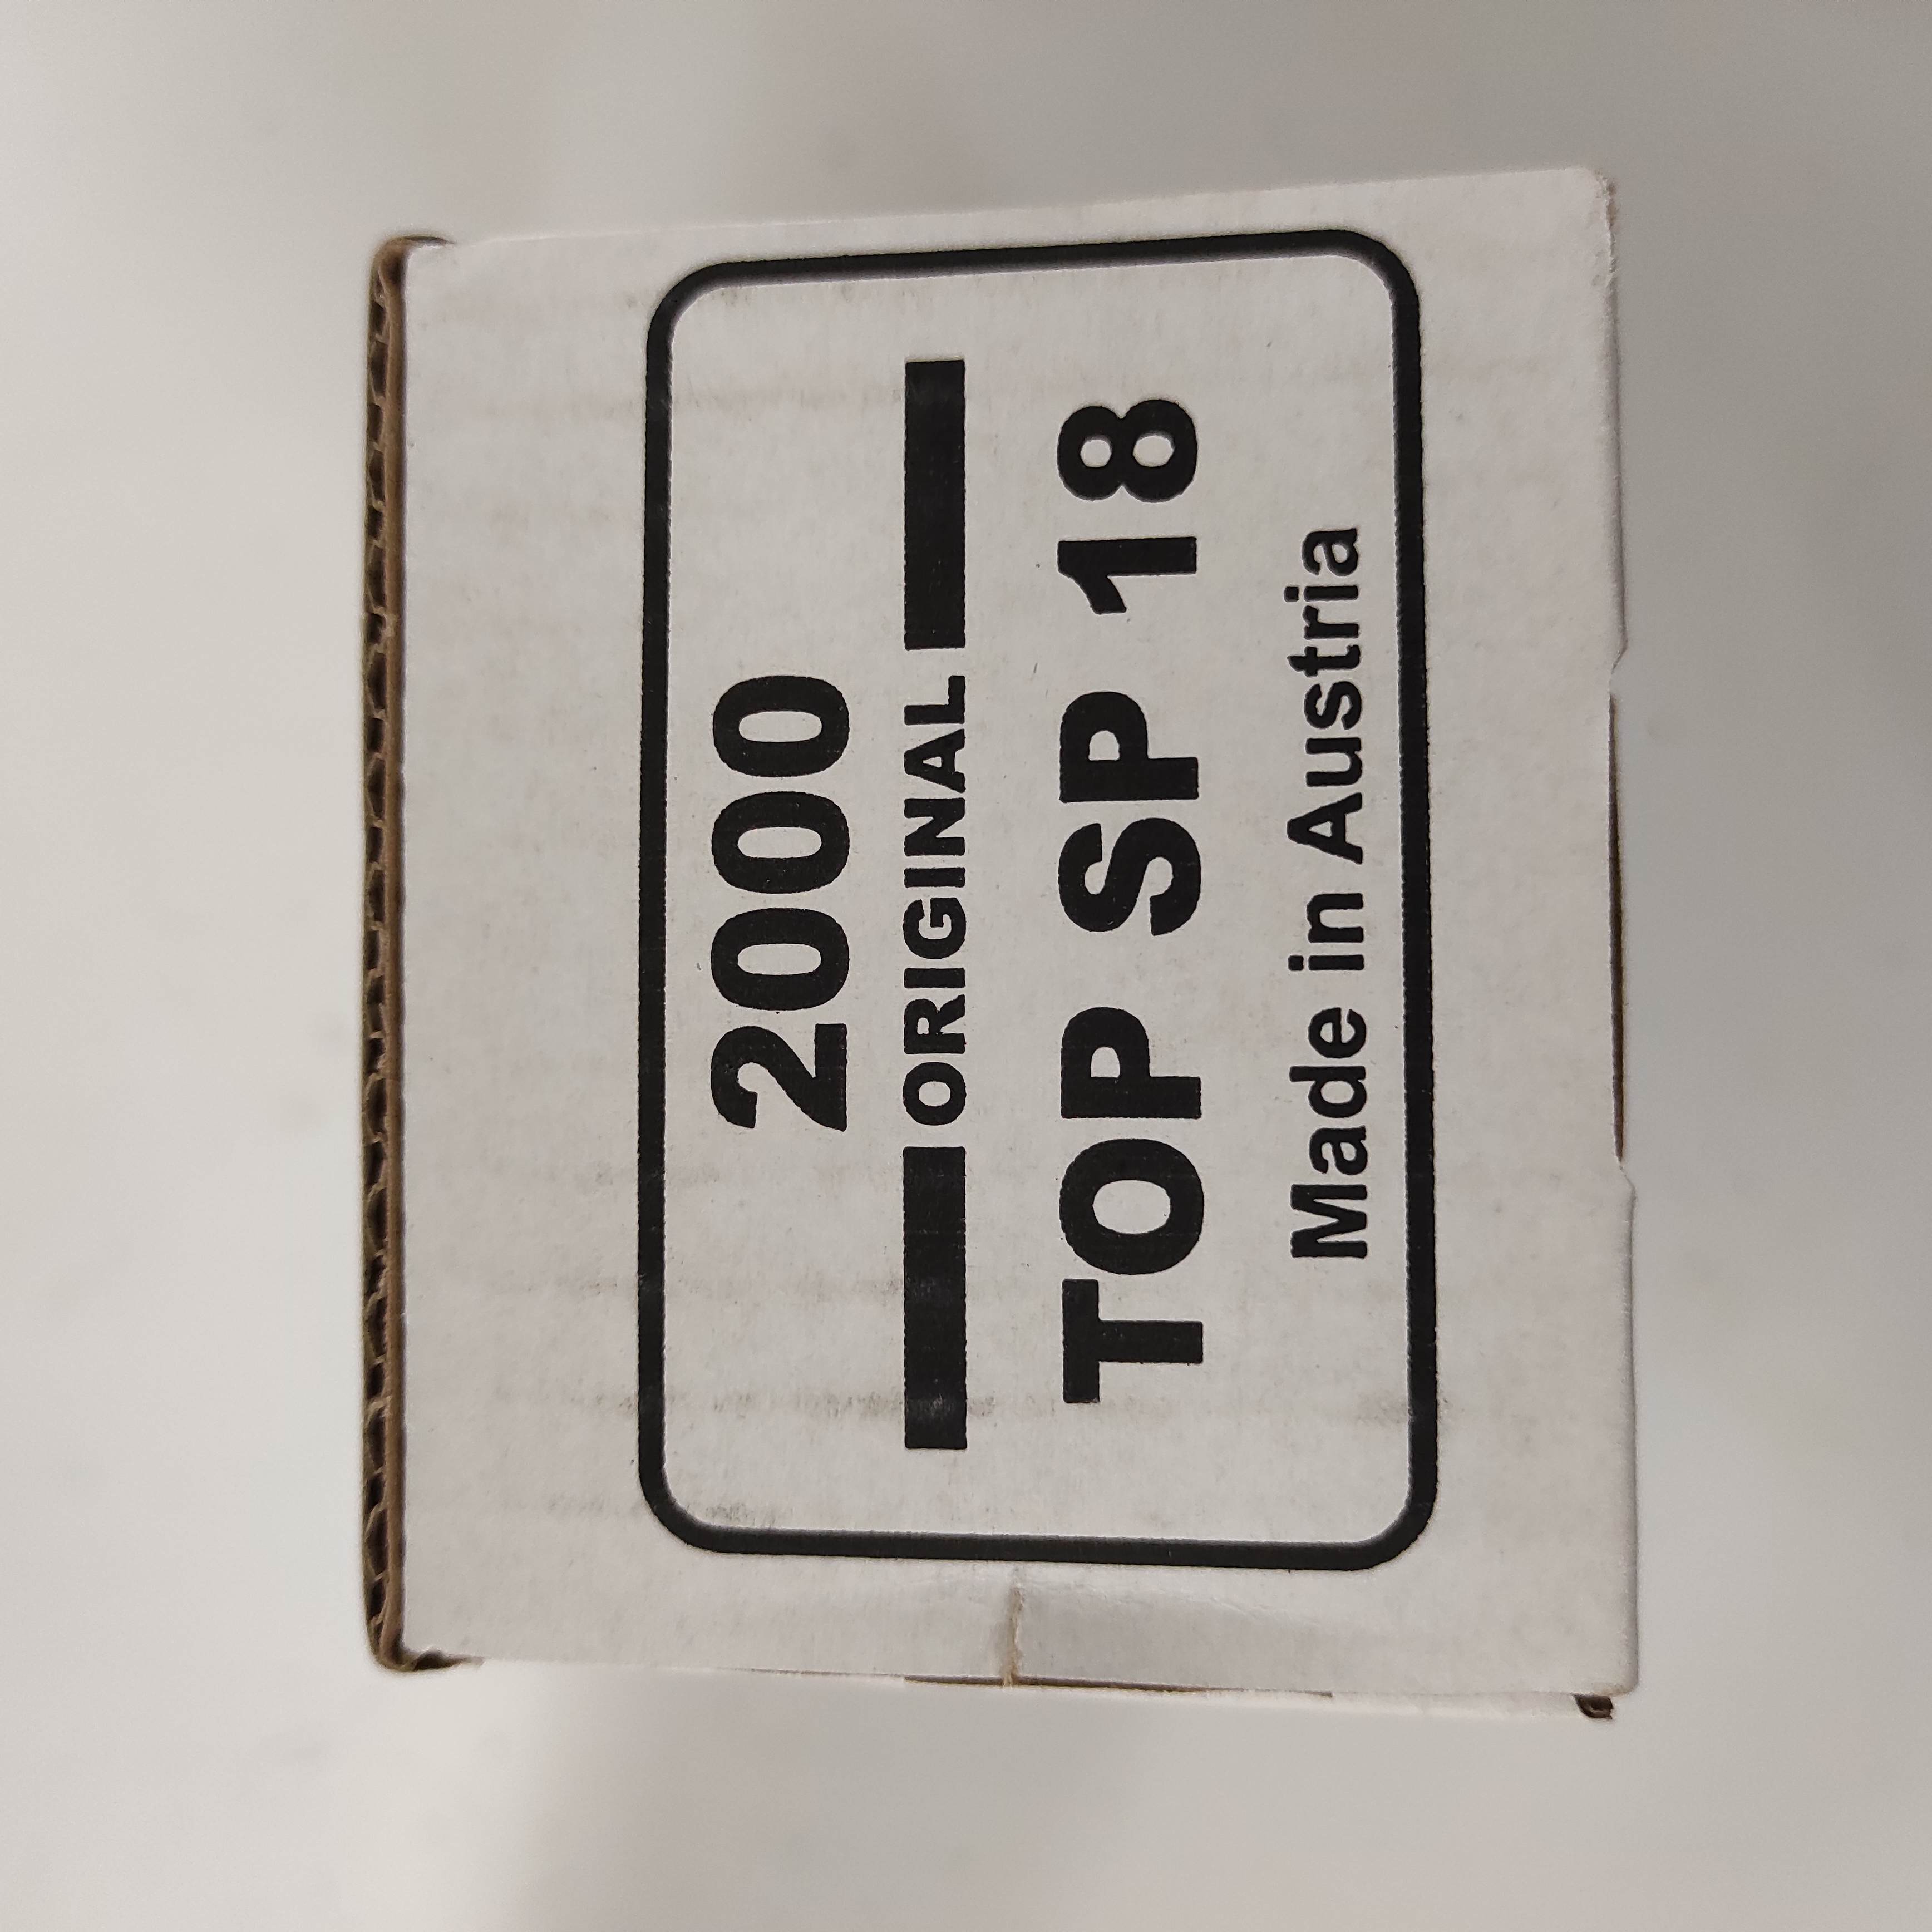 2000
ORIGINAL
TOP SP 18
Made in Austria